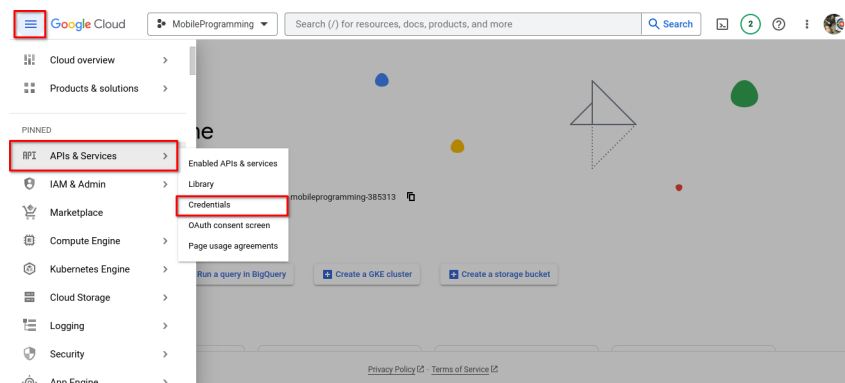 Google Cloud
MobileProgramming
Search (/) for resources, docs, products, and more
Search
2
Cloud overview
Products & solutions
PINNED
API APIs & Services
IAM & Admin
Marketplace
Compute Engine
Kubernetes Engine
Cloud Storage
Logging
Security
App Engine
Enabled APIs & services
Library
Credentials
OAuth consent screen
Page usage agreements
ne
mobileprogramming-385313
Run a query in BigQuery
Create a GKE cluster
Create a storage bucket
Privacy Policy · Terms of Service